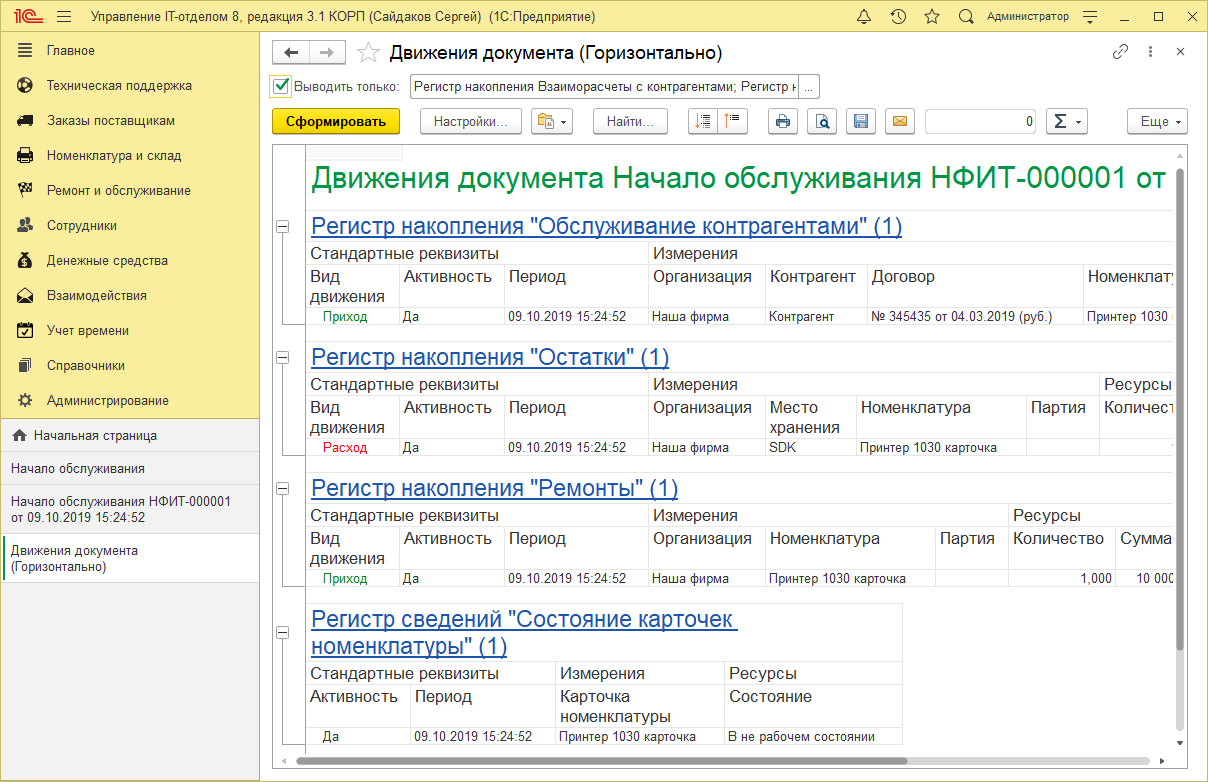 1С Управление IT-отделом 8, редакция 3.1 КОРП (Сайдаков Сергей) (1С:Предприятие) Администратор
Главное
Техническая поддержка
Заказы поставщикам
Номенклатура и склад
Ремонт и обслуживание
Сотрудники
Денежные средства
Взаимодействия
Учет времени
Справочники
Администрирование
Начальная страница
Начало обслуживания
Начало обслуживания НФИТ-000001
от 09.10.2019 15:24:52
Движения документа
(Горизонтально)
Движения документа (Горизонтально)
Выводить только: Регистр накопления Взаиморасчеты с контрагентами; Регистр н ...
Сформировать Настройки... Найти... 0 Σ Еще
Движения документа Начало обслуживания НФИТ-000001 от
Регистр накопления "Обслуживание контрагентами" (1)
Стандартные реквизиты Измерения
Вид Активность Период Организация Контрагент Договор Номенклату
движения
Приход Да 09.10.2019 15:24:52 Наша фирма Контрагент № 345435 от 04.03.2019 (руб.) Принтер 1030
Регистр накопления "Остатки" (1)
Стандартные реквизиты Измерения Ресурсы
Вид Активность Период Организация Место Номенклатура Партия Количест
движения хранения
Расход Да 09.10.2019 15:24:52 Наша фирма SDK Принтер 1030 карточка
Регистр накопления "Ремонты" (1)
Стандартные реквизиты Измерения Ресурсы
Вид Активность Период Организация Номенклатура Партия Количество Сумма
движения
Приход Да 09.10.2019 15:24:52 Наша фирма Принтер 1030 карточка 1,000 10 000
Регистр сведений "Состояние карточек
номенклатуры" (1)
Стандартные реквизиты Измерения Ресурсы
Активность Период Карточка Состояние
номенклатуры
Да 09.10.2019 15:24:52 Принтер 1030 карточка В не рабочем состоянии